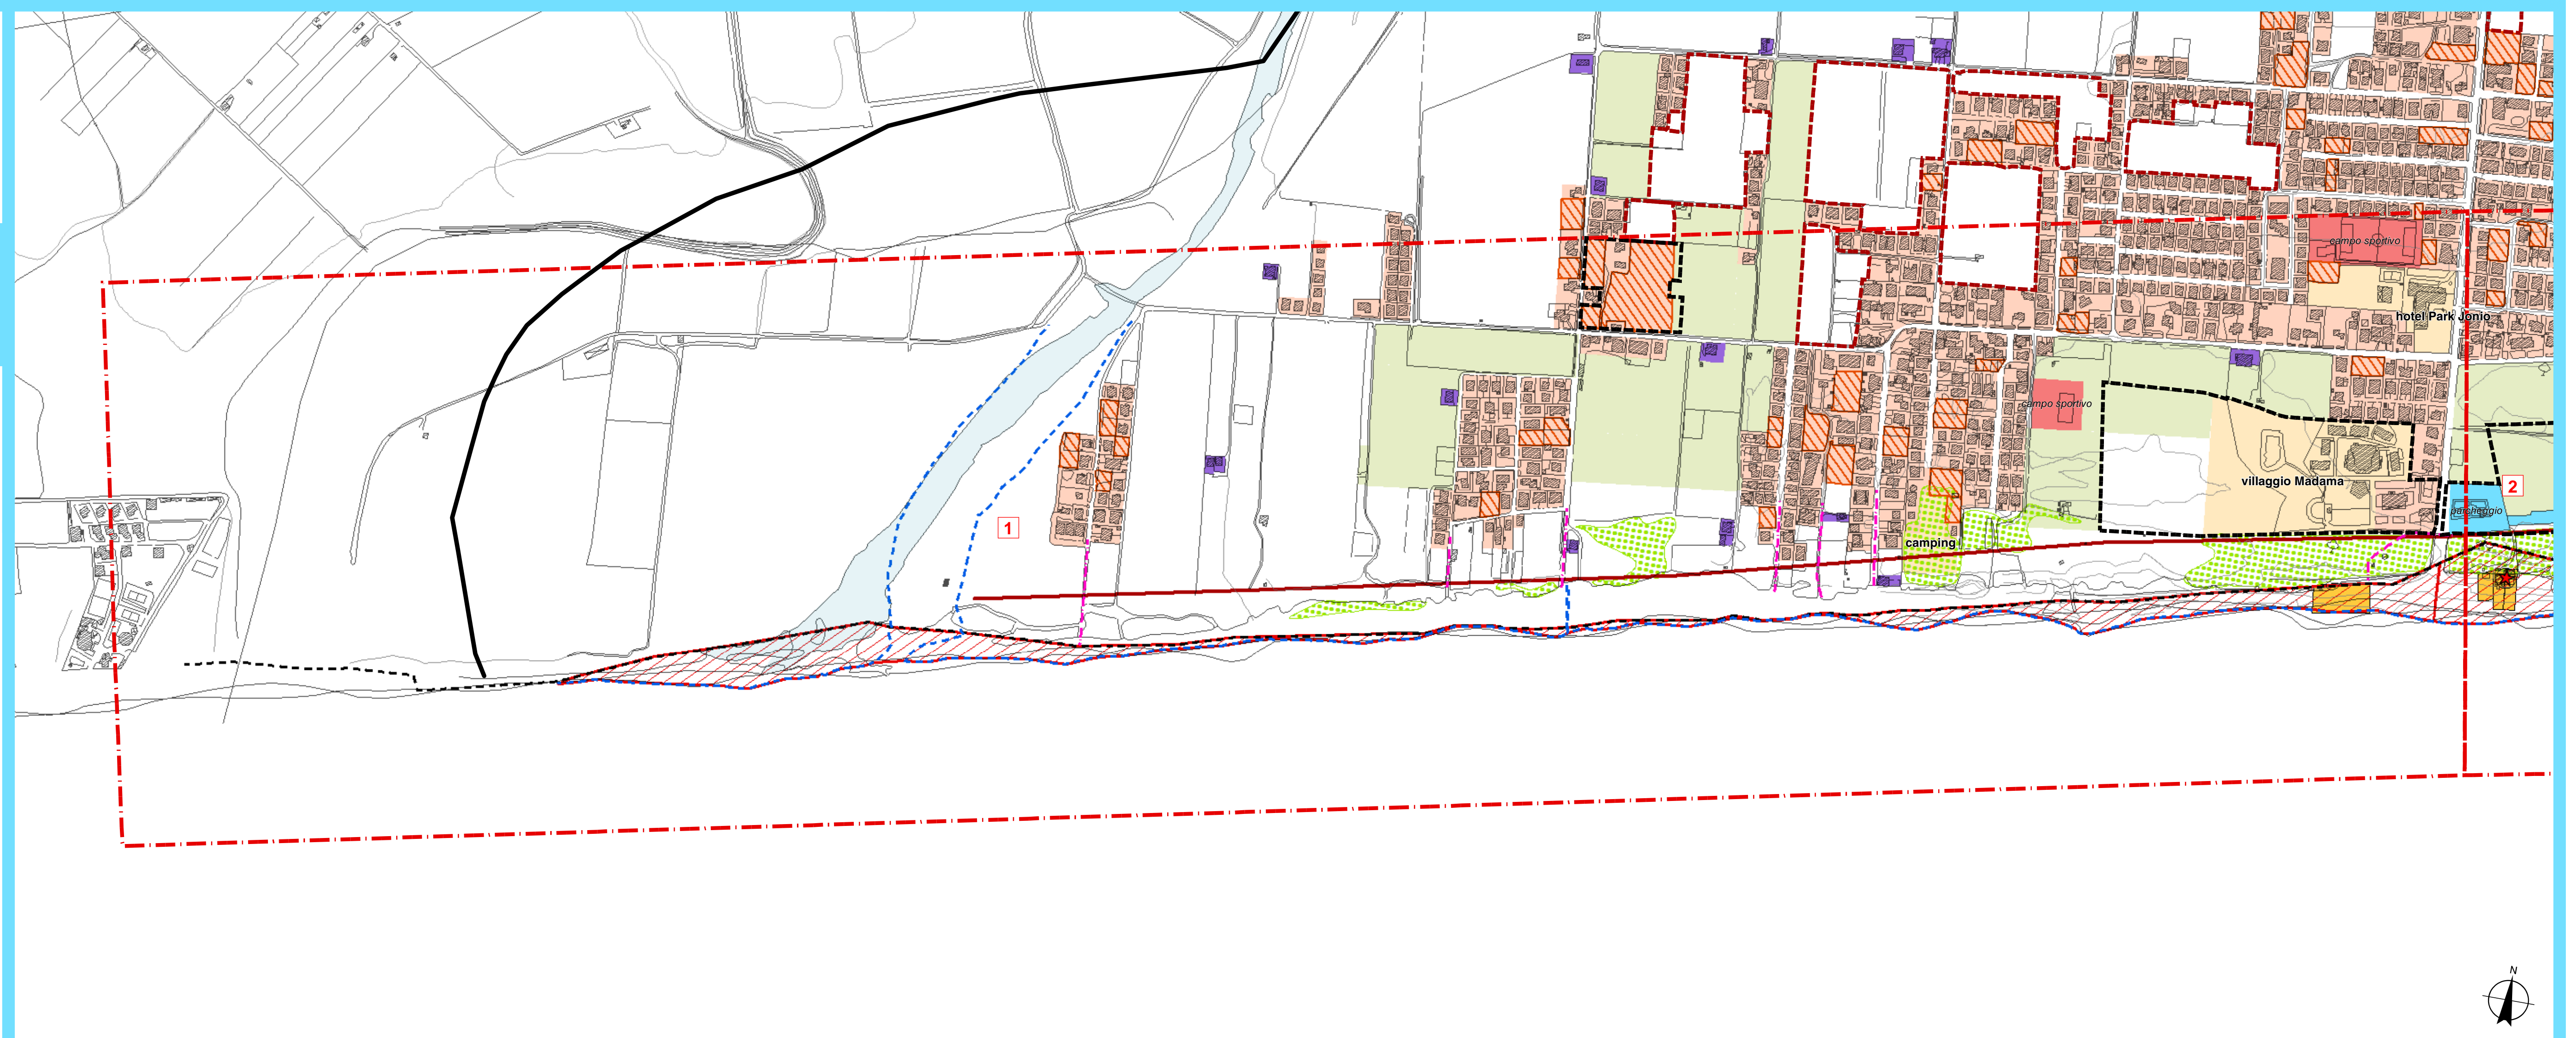 campo sportivo
hotel Park Jonio
campo sportivo
villaggio Madama
2
parcheggio
1
camping
N